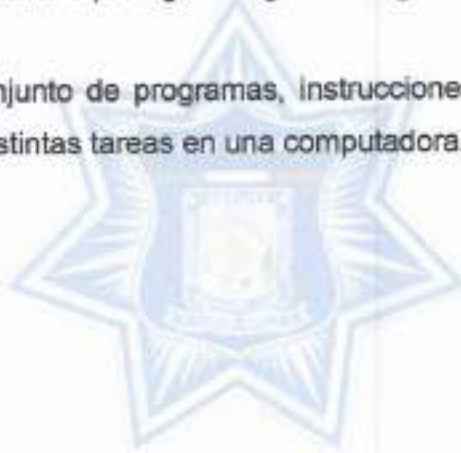 njunto de programas, instruccione
stintas tareas en una computadora